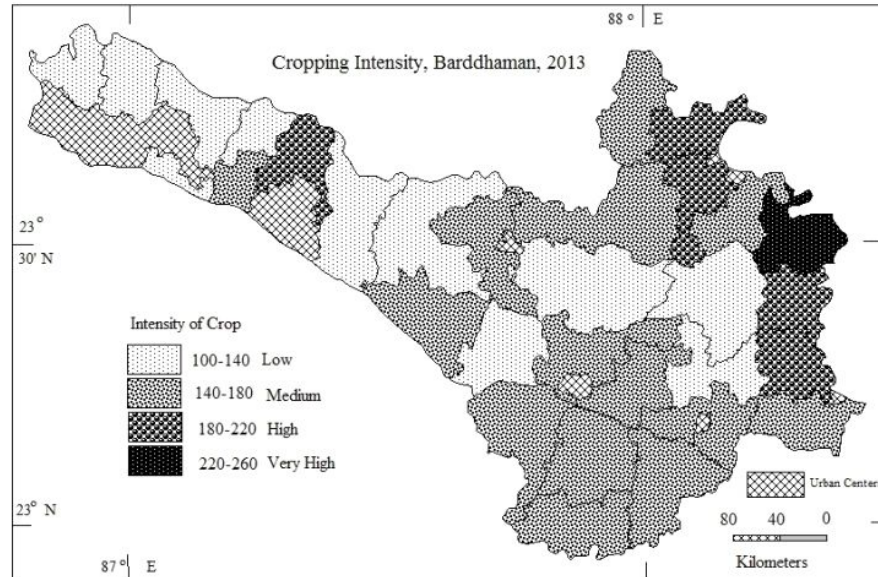 88 ° E
Cropping Intensity, Barddhaman, 2013
23°
30' N
Intensity of Crop
100-140 Low
140-180 Medium
180-220 High
220-260 Very High
Urban Center
23° N
80 40 0
Kilometers
87 ° E